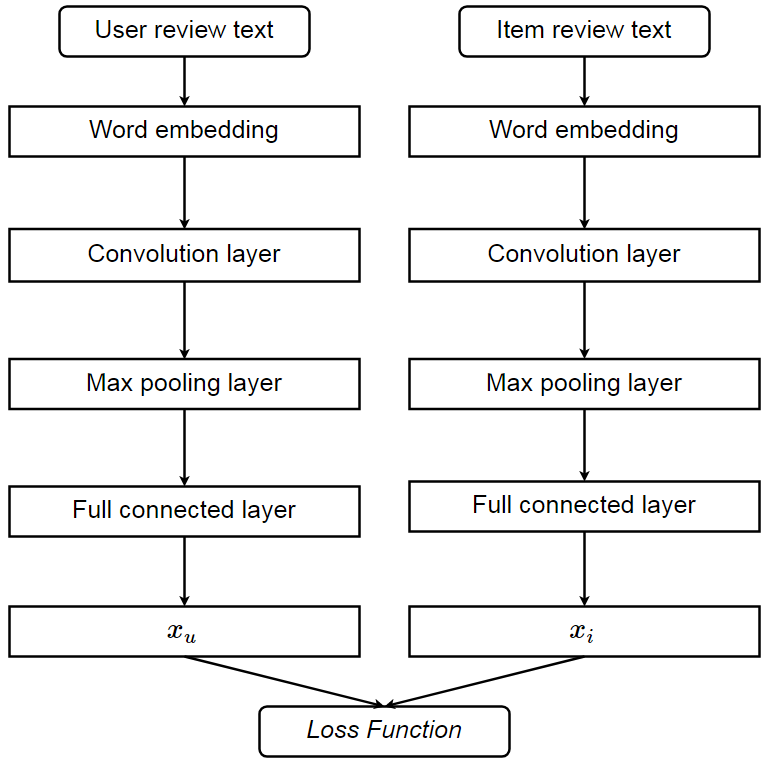 User review text
Item review text
Word embedding
Word embedding
Convolution layer
Convolution layer
Max pooling layer
Max pooling layer
Full connected layer
Full connected layer
x_u
x_i
Loss Function